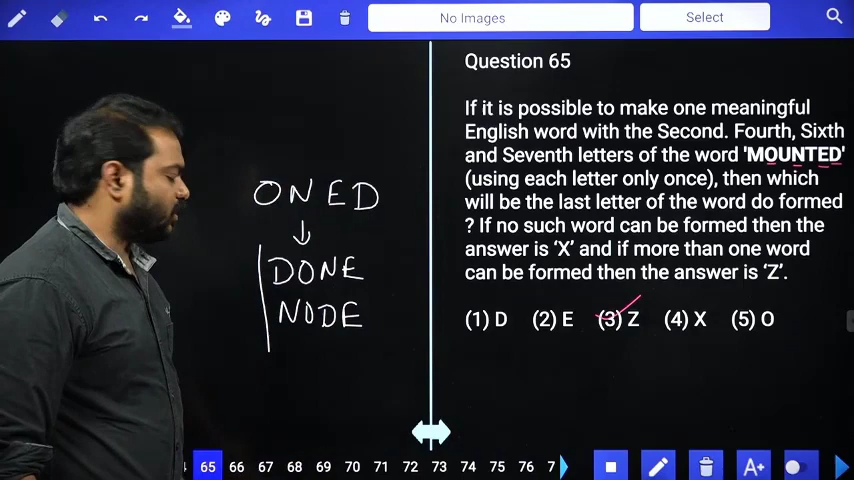 No Images
Select
Question 65
If it is possible to make one meaningful
English word with the Second. Fourth, Sixth
and Seventh letters of the word 'MOUNTED'
(using each letter only once), then which
will be the last letter of the word do formed
? If no such word can be formed then the
answer is ‘X’ and if more than one word
can be formed then the answer is ‘Z’.
(1) D (2) E (3) Z (4) X (5) O
ONED
DONE
NODE
4 65 66 67 68 69 70 71 72 73 74 75 76 7
A+